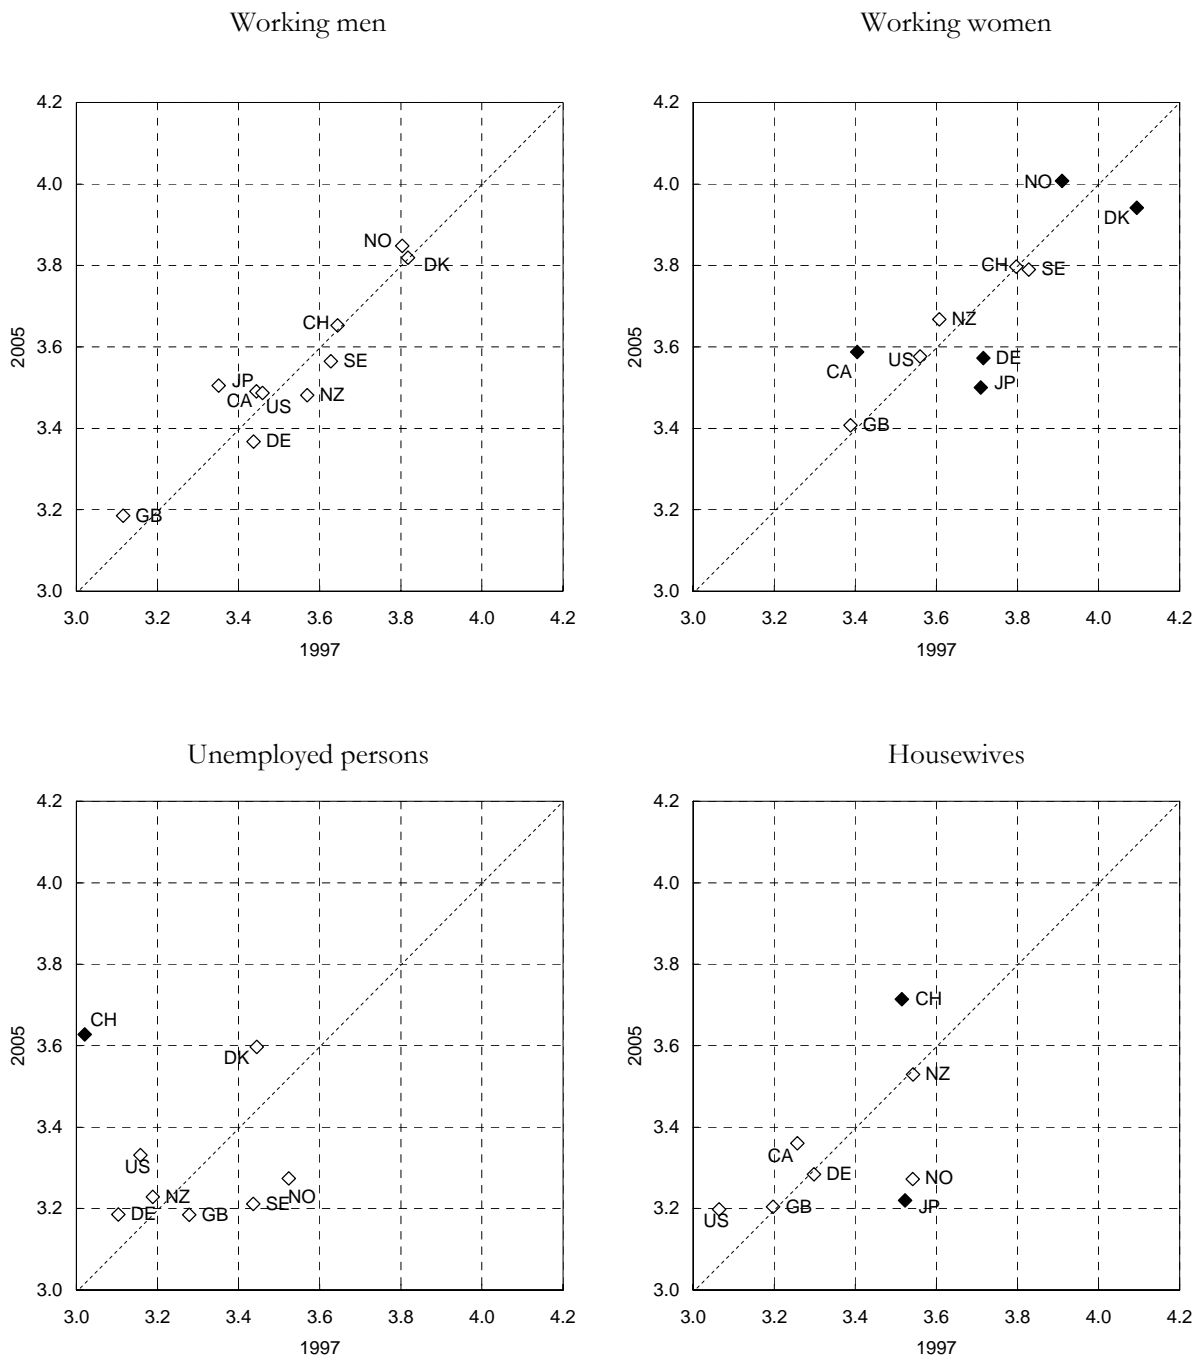 Working men
Working women
4.2
4.0
3.8
3.6
3.4
3.2
3.0
2005
NO
DK
CH
SE
JP
CA
US
NZ
DE
GB
3.0 3.2 3.4 3.6 3.8 4.0 4.2
1997
4.2
4.0
3.8
3.6
3.4
3.2
3.0
2005
NO
DK
CH
SE
NZ
US
CA
DE
JP
GB
3.0 3.2 3.4 3.6 3.8 4.0 4.2
1997
Unemployed persons
Housewives
4.2
4.0
3.8
3.6
3.4
3.2
3.0
2005
CH
DK
US
NZ
NO
DE
GB
SE
3.0 3.2 3.4 3.6 3.8 4.0 4.2
1997
4.2
4.0
3.8
3.6
3.4
3.2
3.0
2005
CH
NZ
CA
DE
NO
JP
US
GB
3.0 3.2 3.4 3.6 3.8 4.0 4.2
1997